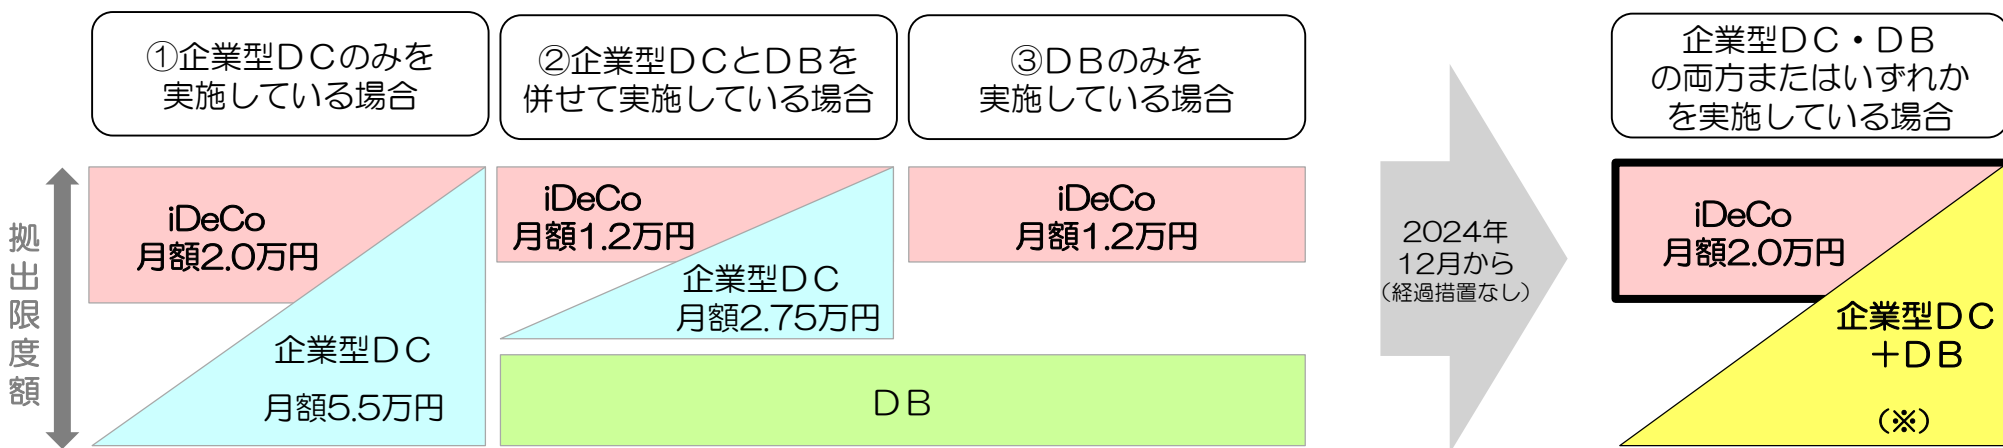 ①企業型ＤＣのみを
実施している場合
②企業型ＤＣとＤＢを
併せて実施している場合
③ＤＢのみを
実施している場合
企業型ＤＣ・ＤＢ
の両方またはいずれか
を実施している場合
拠出限度額
iDeCo
月額2.0万円
企業型ＤＣ
月額5.5万円
iDeCo
月額1.2万円
企業型ＤＣ
月額2.75万円
iDeCo
月額1.2万円
ＤＢ
2024年
12月から
（経過措置なし）
iDeCo
月額2.0万円
企業型ＤＣ
＋ＤＢ
（※）